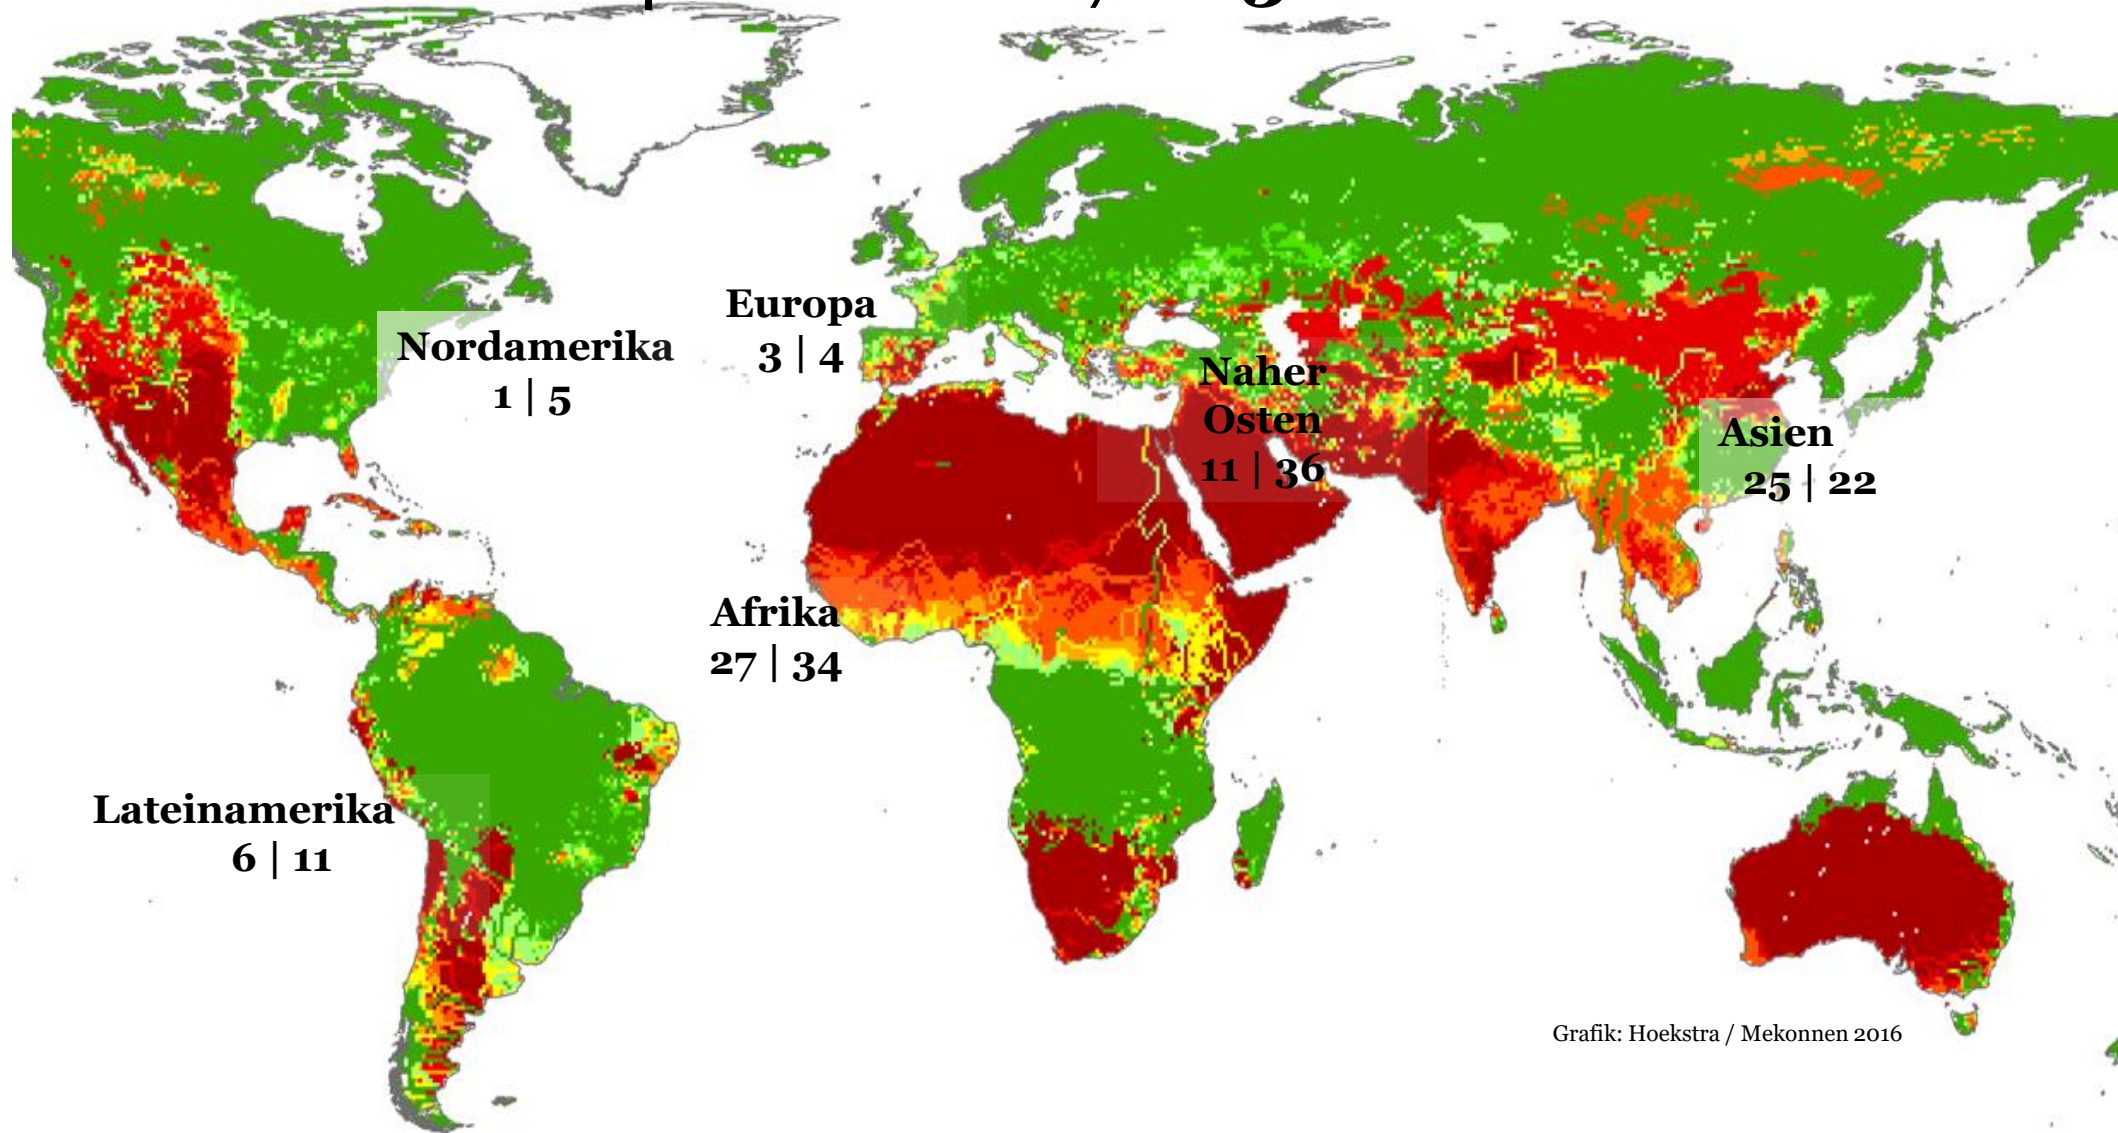 Europa
3 | 4
Nordamerika
1 | 5
Naher
Osten
11 | 36
Asien
25 | 22
Afrika
27 | 34
Lateinamerika
6 | 11
Grafik: Hoekstra / Mekonnen 2016